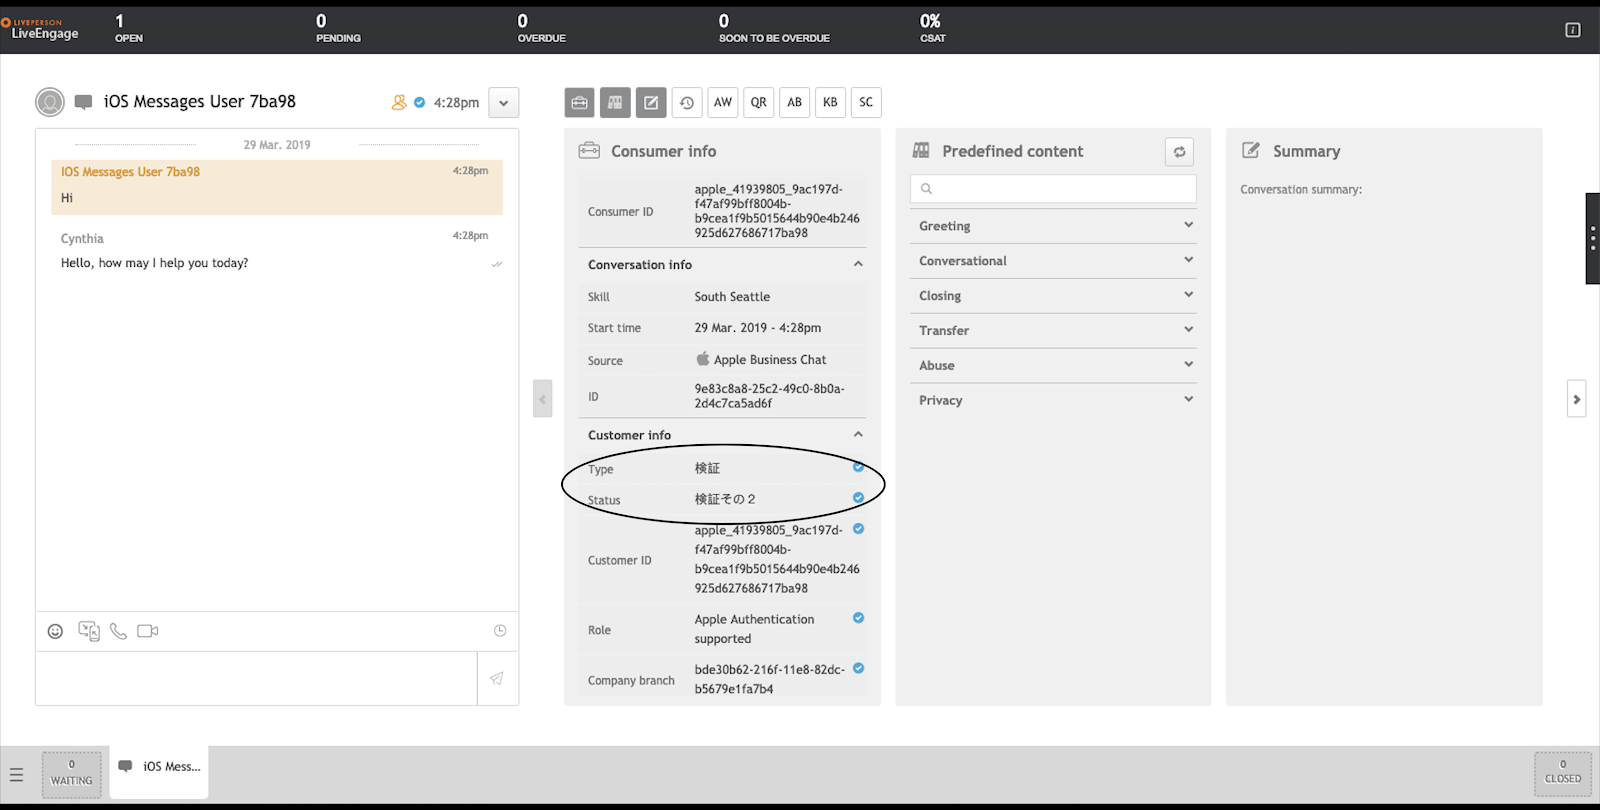 LIVEPERSON
LiveEngage
1
OPEN
0
PENDING
0
OVERDUE
0
SOON TO BE OVERDUE
0%
CSAT
iOS Messages User 7ba98
4:28pm
29 Mar. 2019
IOS Messages User 7ba98
4:28pm
Hi
Cynthia
4:28pm
Hello, how may I help you today?
AW
QR
AB
KB
SC
Consumer info
Consumer ID
apple_41939805_9ac197d-
f47af99bff8004b-
b9cea1f9b5015644b90e4b246
925d627686717ba98
Conversation info
Skill
South Seattle
Start time
29 Mar. 2019 - 4:28pm
Source
Apple Business Chat
ID
9e83c8a8-25c2-49c0-8b0a-
2d4c7ca5ad6f
Customer info
Type
検証
Status
検証その２
Customer ID
apple_41939805_9ac197d-
f47af99bff8004b-
b9cea1f9b5015644b90e4b246
925d627686717ba98
Role
Apple Authentication
supported
Company branch
bde30b62-216f-11e8-82dc-
b5679e1fa7b4
Predefined content
Greeting
Conversational
Closing
Transfer
Abuse
Privacy
Summary
Conversation summary:
0
WAITING
iOS Mess...
0
CLOSED